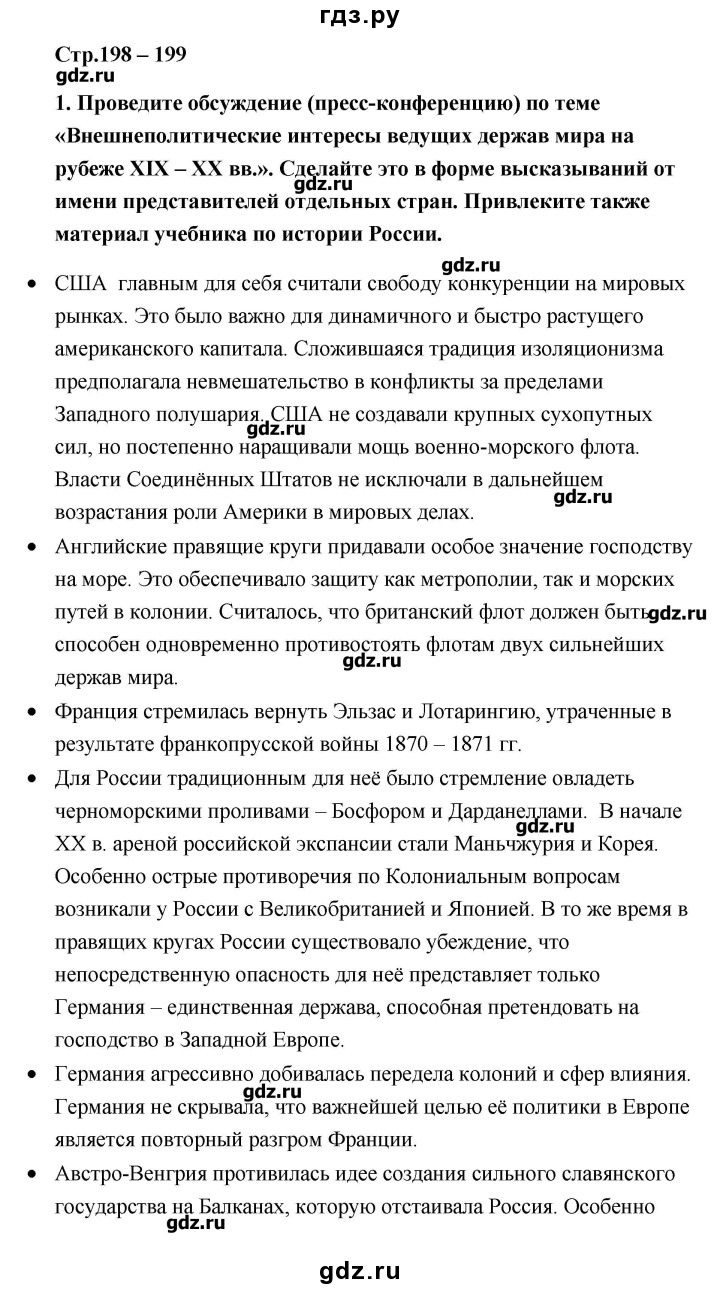 гдз.ру
Стр.198 – 199
gdz.ru
1. Проведите обсуждение (пресс-конференцию) по теме
«Внешнеполитические интересы ведущих держав мира на
рубеже XIX – XX вв.». Сделайте это в форме высказываний от
gdz.ru
имени представителей отдельных стран. Привлеките также
материал учебника по истории России.
gdz.ru
• США  главным для себя считали свободу конкуренции на мировых
рынках. Это было важно для динамичного и быстро растущего
американского капитала. Сложившаяся традиция изоляционизма
предполагала невмешательство в конфликты за пределами
Западного полушария. США не создавали крупных сухопутных
gdz.ru
сил, но постепенно наращивали мощь военно-морского флота.
Власти Соединённых Штатов не исключали в дальнейшем
gdz.ru
возрастания роли Америки в мировых делах.
• Английские правящие круги придавали особое значение господству
на море. Это обеспечивало защиту как метрополии, так и морских
путей в колонии. Считалось, что британский флот должен быть
gdz.ru
способен одновременно противостоять флотам двух сильнейших
gdz.ru
держав мира.
• Франция стремилась вернуть Эльзас и Лотарингию, утраченные в
результате франкопрусской войны 1870 – 1871 гг.
• Для России традиционным для неё было стремление овладеть
черноморскими проливами – Босфором и Дарданеллами.  В начале
gdz.ru
XX в. ареной российской экспансии стали Маньчжурия и Корея.
Особенно острые противоречия по Колониальным вопросам
возникали у России с Великобританией и Японией. В то же время в
правящих кругах России существовало убеждение, что
непосредственную опасность для неё представляет только
Германия – единственная держава, способная претендовать на
господство в Западной Европе.
• Германия агрессивно добивалась передела колоний и сфер влияния.
gdz.ru
Германия не скрывала, что важнейшей целью её политики в Европе
является повторный разгром Франции.
• Австро-Венгрия противилась идее создания сильного славянского
государства на Балканах, которую отстаивала Россия. Особенно
gdz.ru
gdz.ru